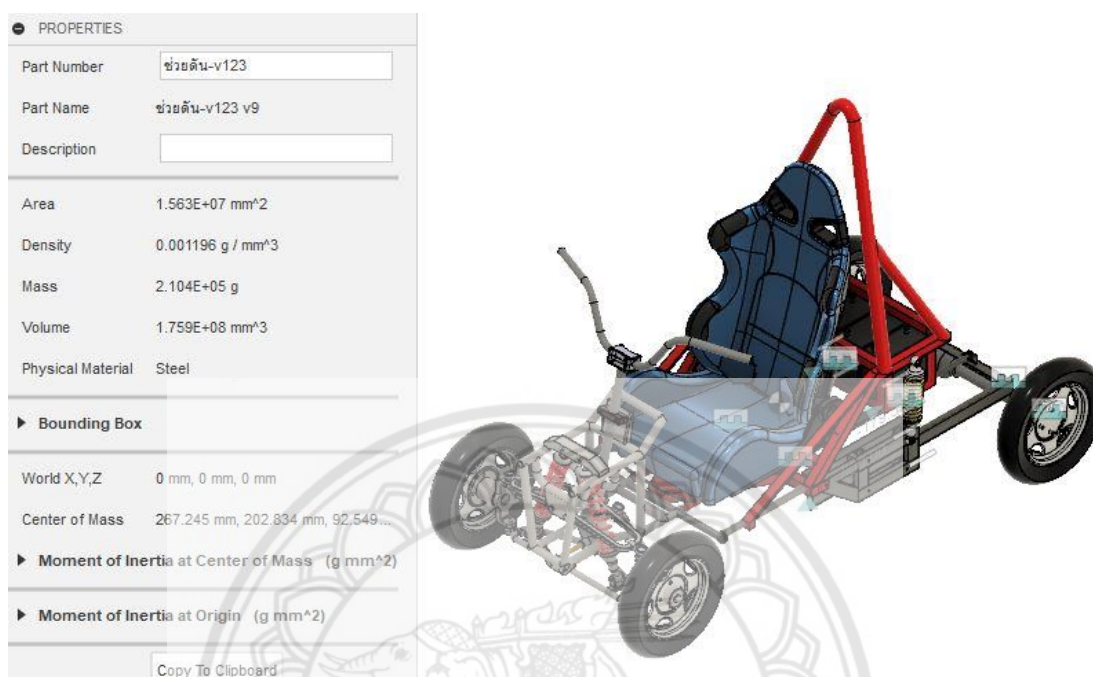 PROPERTIES
Part Number ช่วยดัน-v123
Part Name ช่วยดัน-v123 v9
Description
Area 1.563E+07 mm^2
Density 0.001196 g / mm^3
Mass 2.104E+05 g
Volume 1.759E+08 mm^3
Physical Material Steel
Bounding Box
World X,Y,Z 0 mm, 0 mm, 0 mm
Center of Mass 267.245 mm, 202.834 mm, 92.549...
Moment of Inertia at Center of Mass (g mm^2)
Moment of Inertia at Origin (g mm^2)
Copy To Clipboard